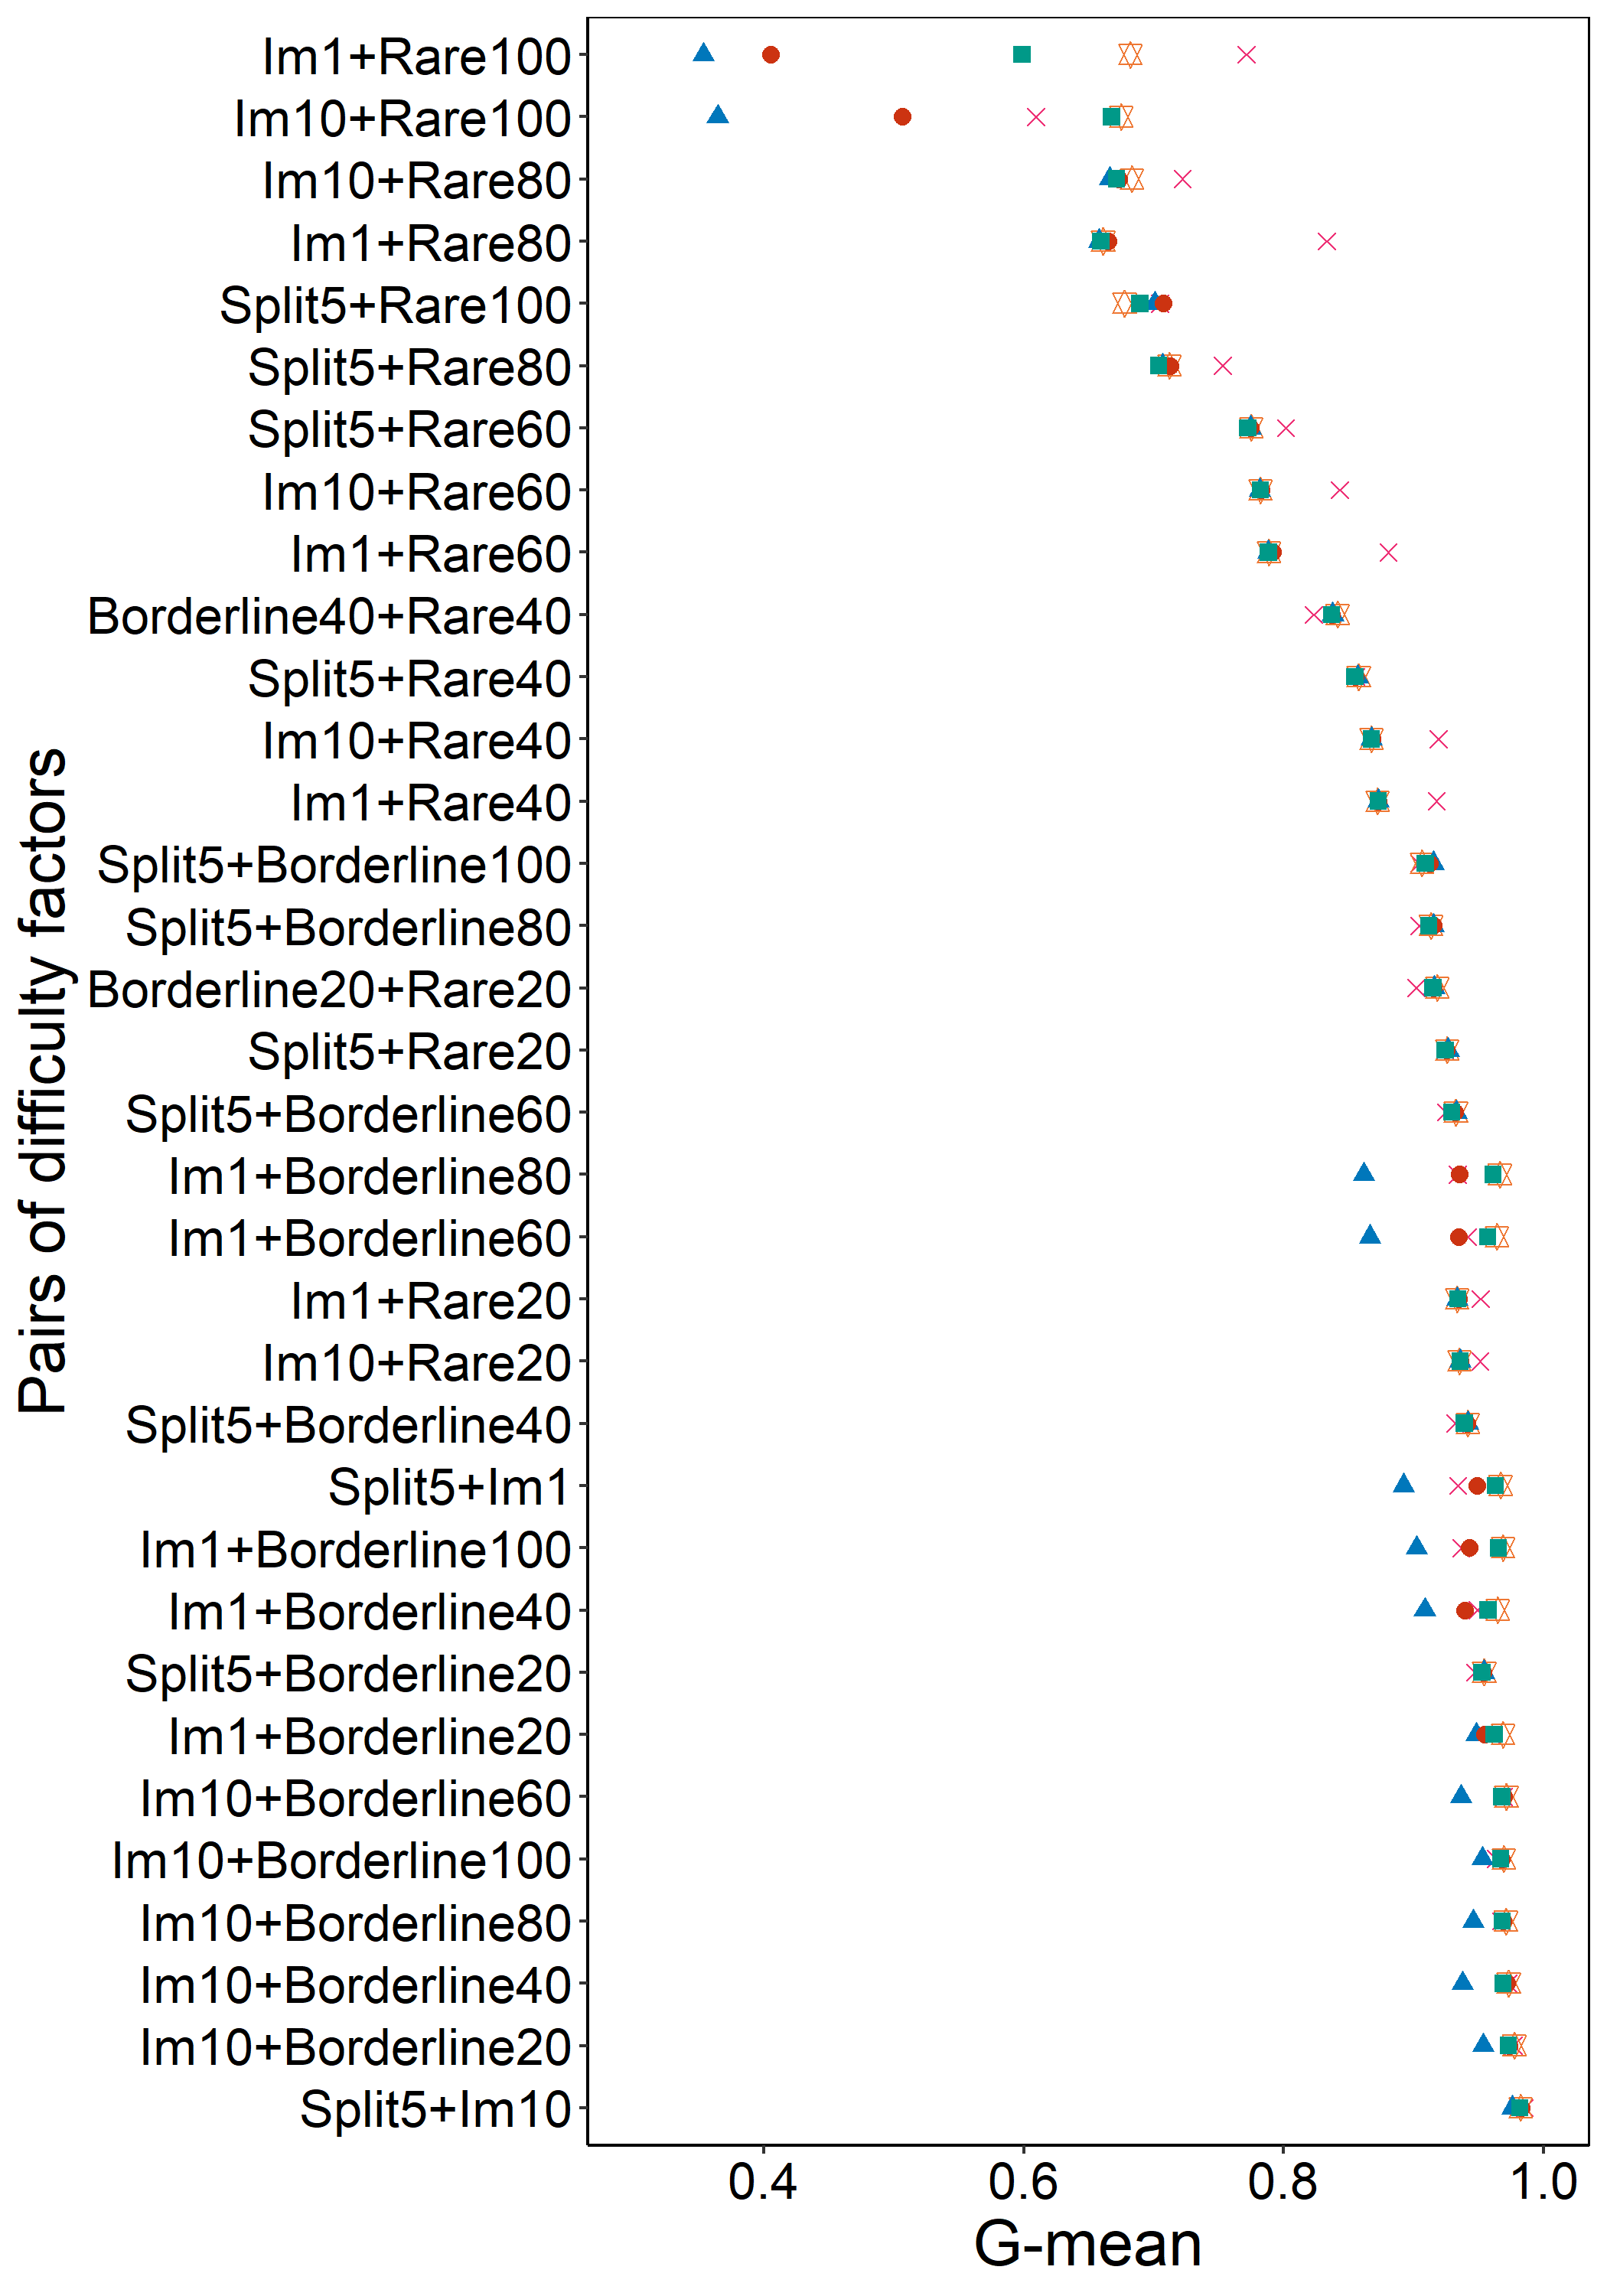 Im1+Rare100
Im10+Rare100
Im10+Rare80
Im1+Rare80
Split5+Rare100
Split5+Rare80
Split5+Rare60
Im10+Rare60
Im1+Rare60
Borderline40+Rare40
Split5+Rare40
Im10+Rare40
Im1+Rare40
Split5+Borderline100
Split5+Borderline80
Borderline20+Rare20
Split5+Rare20
Split5+Borderline60
Im1+Borderline80
Im1+Borderline60
Im1+Rare20
Im10+Rare20
Split5+Borderline40
Split5+Im1
Im1+Borderline100
Im1+Borderline40
Split5+Borderline20
Im1+Borderline20
Im10+Borderline60
Im10+Borderline100
Im10+Borderline80
Im10+Borderline40
Im10+Borderline20
Split5+Im10
Pairs of difficulty factors
0.4 0.6 0.8 1.0
G-mean